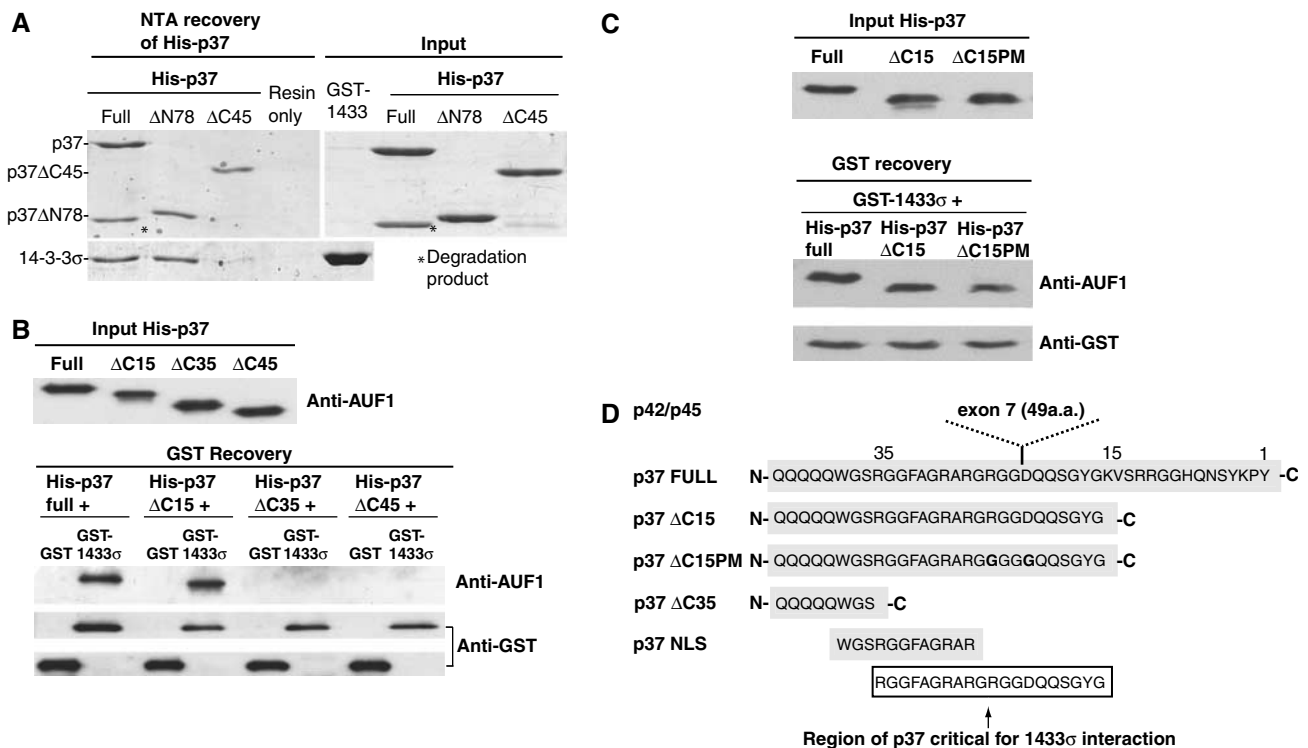 A
NTA recovery
of His-p37
Input
His-p37
Resin
only
GST-
1433
His-p37
Full ΔN78 ΔC45
Full ΔN78 ΔC45
p37-
p37ΔC45-
p37ΔN78-
*
*
14-3-3σ-
*Degradation
product
B
Input His-p37
Full ΔC15 ΔC35 ΔC45
Anti-AUF1
GST Recovery
His-p37
full +
His-p37
ΔC15 +
His-p37
ΔC35 +
His-p37
ΔC45 +
GST GST-
1433σ
GST GST-
1433σ
GST GST-
1433σ
GST GST-
1433σ
Anti-AUF1
Anti-GST
C
Input His-p37
Full ΔC15 ΔC15PM
GST recovery
GST-1433σ +
His-p37
full
His-p37
ΔC15
His-p37
ΔC15PM
Anti-AUF1
Anti-GST
D
p42/p45 exon 7 (49a.a.)
35 15 1
p37 FULL N- QQQQQWGSRGGFAGRARGRGGDQQSGYGKVSRRGGHQNSYKPY -C
p37 ΔC15 N- QQQQQWGSRGGFAGRARGRGGDQQSGYG -C
p37 ΔC15PM N- QQQQQWGSRGGFAGRARGGGGGQQSGYG -C
p37 ΔC35 N- QQQQQWGS -C
p37 NLS WGSRGGFAGRAR
RGGFAGRARGRGGDQQSGYG
Region of p37 critical for 1433σ interaction